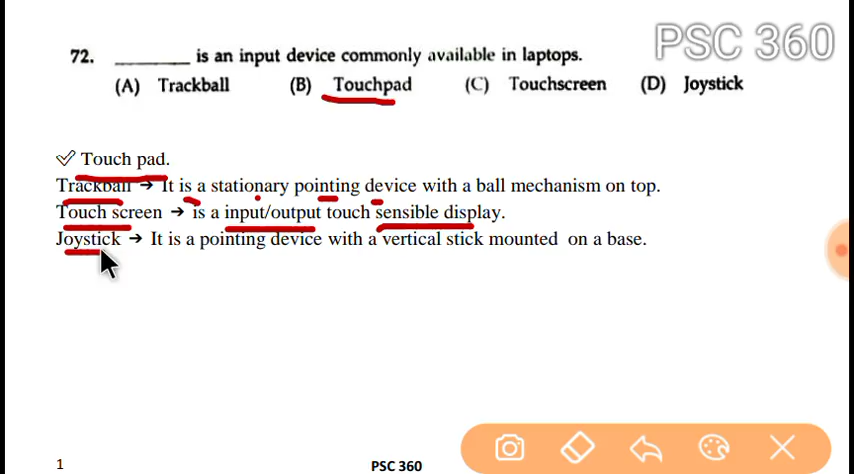 PSC 360
72. ________ is an input device commonly available in laptops.
(A) Trackball (B) Touchpad (C) Touchscreen (D) Joystick
✓ Touch pad.
Trackball → It is a stationary pointing device with a ball mechanism on top.
Touch screen → is a input/output touch sensible display.
Joystick → It is a pointing device with a vertical stick mounted on a base.
1 PSC 360